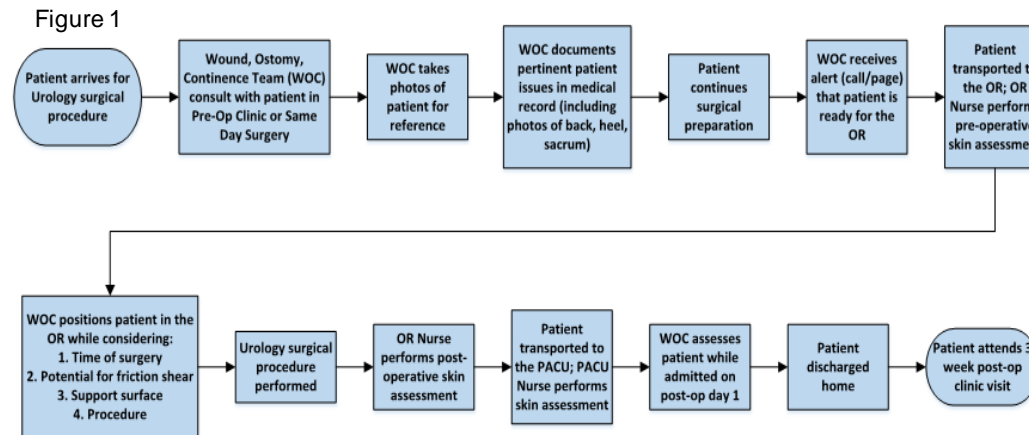 Figure 1
Patient arrives for
Urology surgical
procedure
Wound, Ostomy,
Continence Team (WOC)
consult with patient in
Pre-Op Clinic or Same
Day Surgery
WOC takes
photos of
patient for
reference
WOC documents
pertinent patient
issues in medical
record (including
photos of back, heel,
sacrum)
Patient
continues
surgical
preparation
WOC receives
alert (call/page)
that patient is
ready for the
OR
Patient
transported
the OR; OR
Nurse
pre-operative
skin
WOC positions patient in the
OR while considering:
1. Time of surgery
2. Potential for friction shear
3. Support surface
4. Procedure
Urology surgical
procedure
performed
OR Nurse
performs post-
operative skin
assessment
Patient
transported to
the PACU; PACU
Nurse performs
skin assessment
WOC assesses
patient while
admitted on
post-op day 1
Patient
discharged
home
Patient attends 3
week post-op
clinic visit